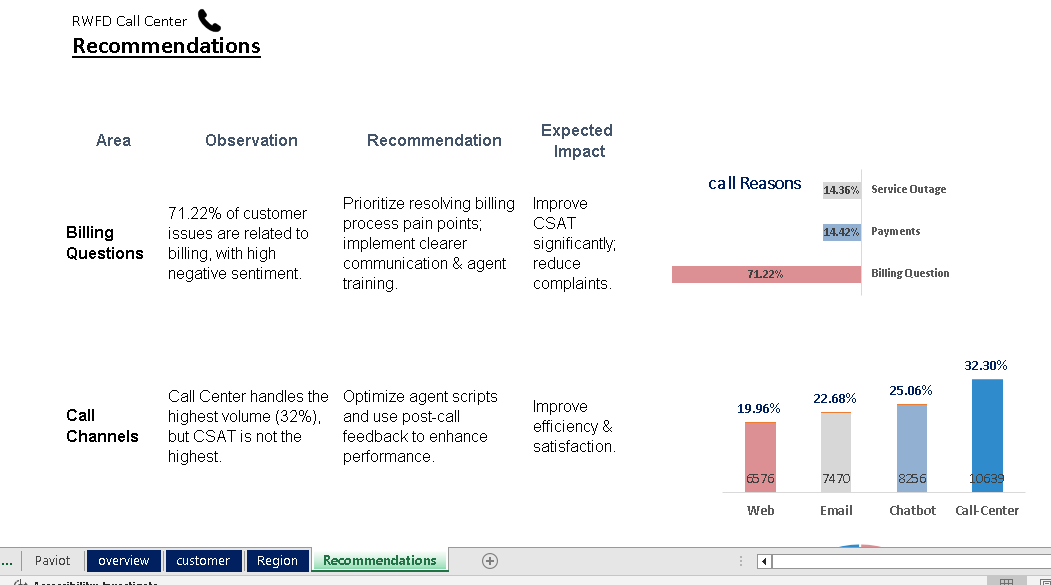 RWFD Call Center
Recommendations
Area
Observation
Recommendation
Expected
Impact
Billing
Questions
71.22% of customer
issues are related to
billing, with high
negative sentiment.
Prioritize resolving billing
process pain points;
implement clearer
communication & agent
training.
Improve
CSAT
significantly;
reduce
complaints.
call Reasons
14.36%
Service Outage
14.42%
Payments
71.22%
Billing Question
Call
Channels
Call Center handles the
highest volume (32%),
but CSAT is not the
highest.
Optimize agent scripts
and use post-call
feedback to enhance
performance.
Improve
efficiency &
satisfaction.
19.96%
22.68%
25.06%
32.30%
6576
7470
8256
10639
Web
Email
Chatbot
Call-Center
... Paviot overview customer Region Recommendations
Accessibility: Investigate